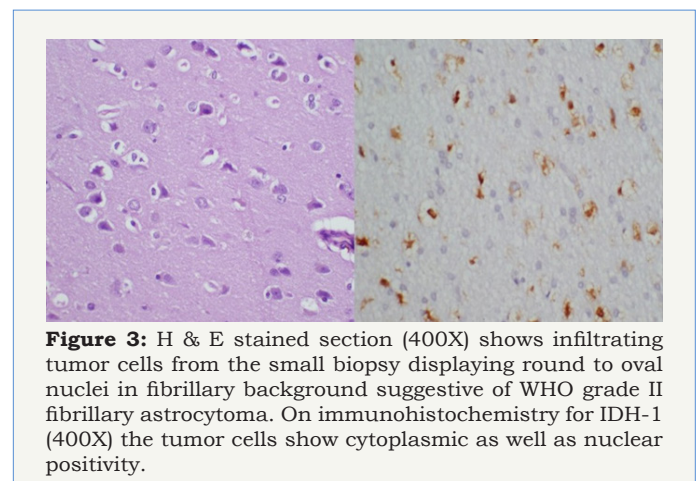 Figure 3: H & E stained section (400X) shows infiltrating
tumor cells from the small biopsy displaying round to oval
nuclei in fibrillary background suggestive of WHO grade II
fibrillary astrocytoma. On immunohistochemistry for IDH-1
(400X) the tumor cells show cytoplasmic as well as nuclear
positivity.